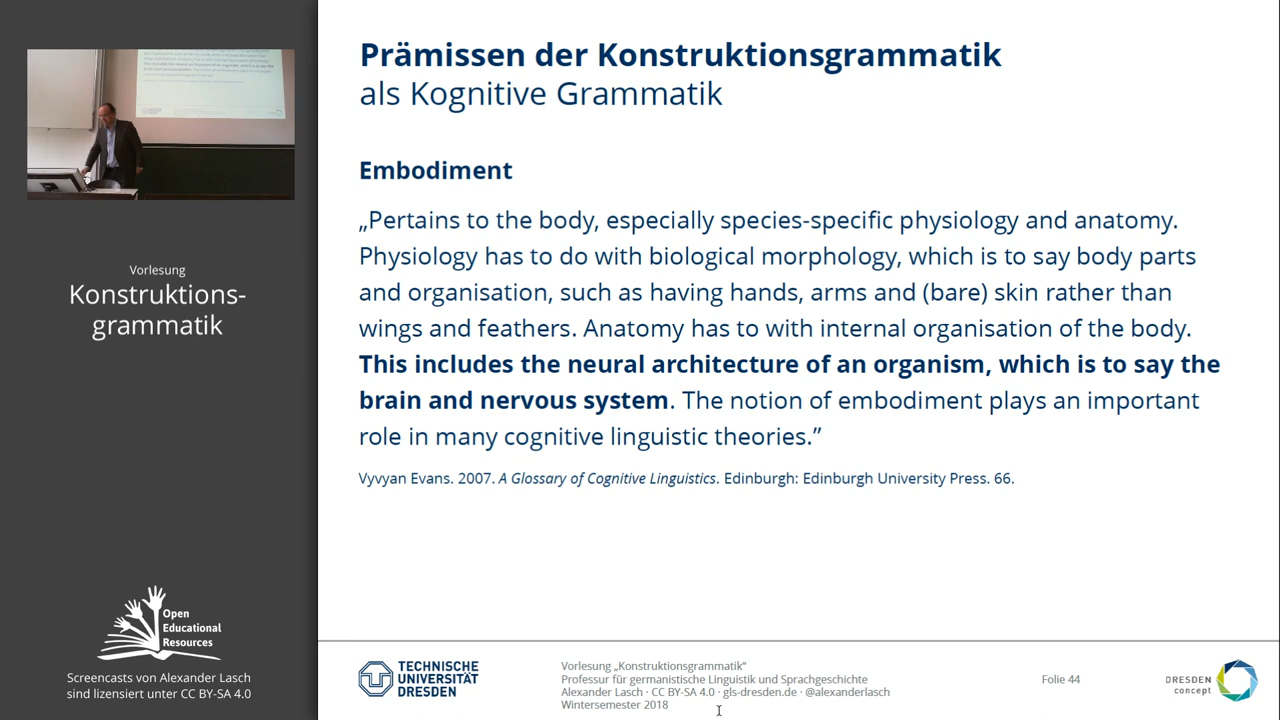 Vorlesung
Konstruktions-
grammatik
Open
Educational
Resources
Screencasts von Alexander Lasch
sind lizensiert unter CC BY-SA 4.0
Prämissen der Konstruktionsgrammatik
als Kognitive Grammatik
Embodiment
„Pertains to the body, especially species-specific physiology and anatomy.
Physiology has to do with biological morphology, which is to say body parts
and organisation, such as having hands, arms and (bare) skin rather than
wings and feathers. Anatomy has to with internal organisation of the body.
This includes the neural architecture of an organism, which is to say the
brain and nervous system. The notion of embodiment plays an important
role in many cognitive linguistic theories.”
Vyvyan Evans. 2007. A Glossary of Cognitive Linguistics. Edinburgh: Edinburgh University Press. 66.
TECHNISCHE
UNIVERSITÄT
DRESDEN
Vorlesung „Konstruktionsgrammatik“
Professur für germanistische Linguistik und Sprachgeschichte
Alexander Lasch · CC BY-SA 4.0 · gls-dresden.de · @alexanderlasch
Wintersemester 2018
Folie 44
DRESDEN
concept